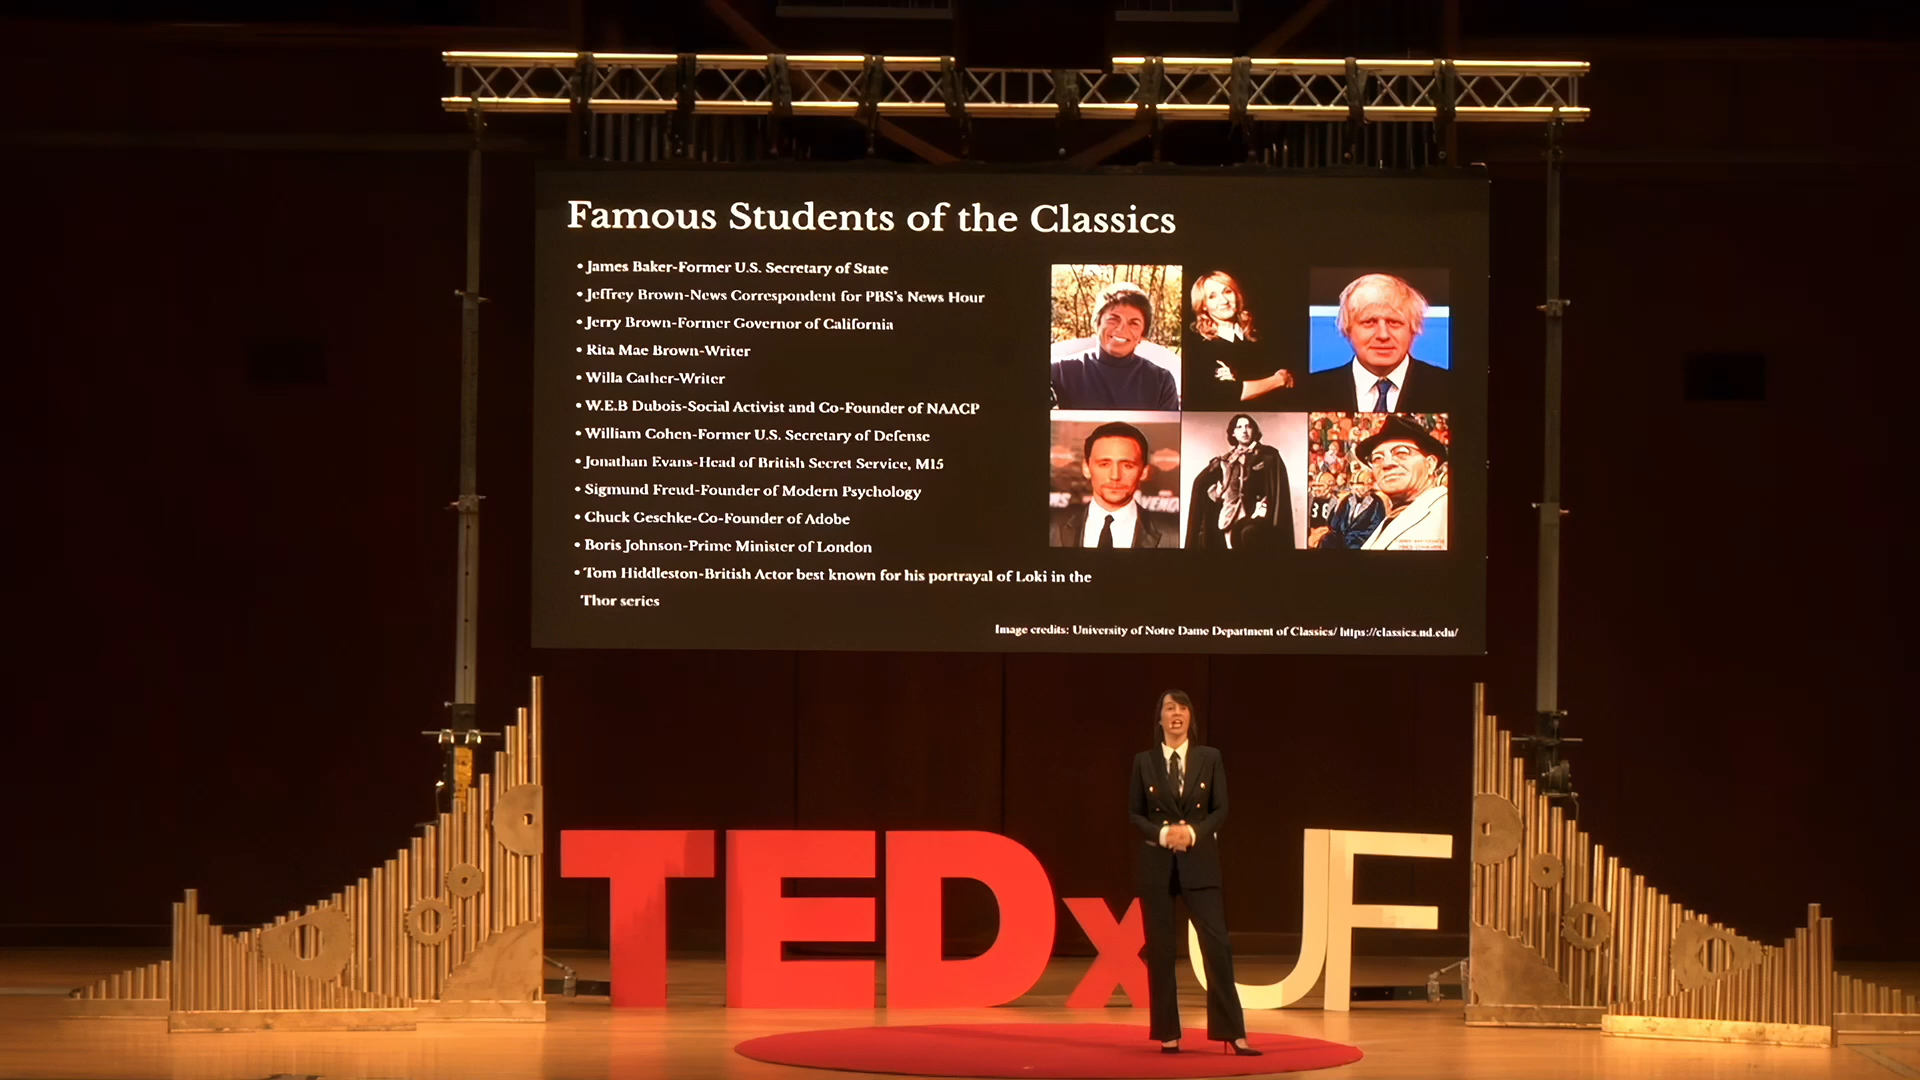 Famous Students of the Classics
• James Baker-Former U.S. Secretary of State
• Jeffrey Brown-News Correspondent for PBS's News Hour
• Jerry Brown-Former Governor of California
• Rita Mae Brown-Writer
• Willa Cather-Writer
• W.E.B Dubois-Social Activist and Co-Founder of NAACP
• William Cohen-Former U.S. Secretary of Defense
• Jonathan Evans-Head of British Secret Service, M15
• Sigmund Freud-Founder of Modern Psychology
• Chuck Geschke-Co-Founder of Adobe
• Boris Johnson-Prime Minister of London
• Tom Hiddleston-British Actor best known for his portrayal of Loki in the
Thor series
Image credits: University of Notre Dame Department of Classics/ https://classics.nd.edu/
TEDxUF